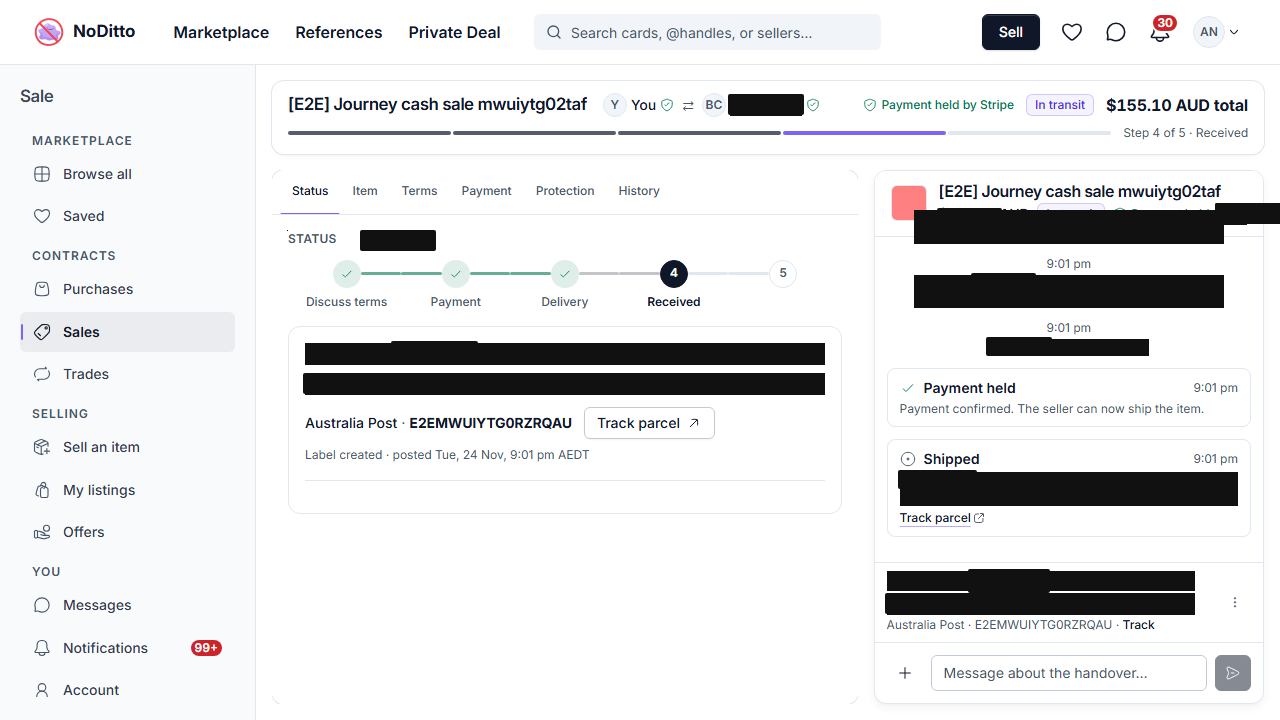 NoDitto
Marketplace
References
Private Deal
Search cards, @handles, or sellers...
Sell
30
AN
Sale
MARKETPLACE
Browse all
Saved
CONTRACTS
Purchases
Sales
Trades
SELLING
Sell an item
My listings
Offers
YOU
Messages
Notifications
99+
Account
[E2E] Journey cash sale mwuiytg02taf
Y You
BC
Payment held by Stripe
In transit
$155.10 AUD total
Step 4 of 5 · Received
Status
Item
Terms
Payment
Protection
History
STATUS
4
5
Discuss terms
Payment
Delivery
Received
Australia Post · E2EMWUIYTG0RZRQAU
Track parcel
Label created · posted Tue, 24 Nov, 9:01 pm AEDT
[E2E] Journey cash sale mwuiytg02taf
9:01 pm
9:01 pm
Payment held
9:01 pm
Payment confirmed. The seller can now ship the item.
Shipped
9:01 pm
Track parcel
Australia Post · E2EMWUIYTG0RZRQAU · Track
Message about the handover...